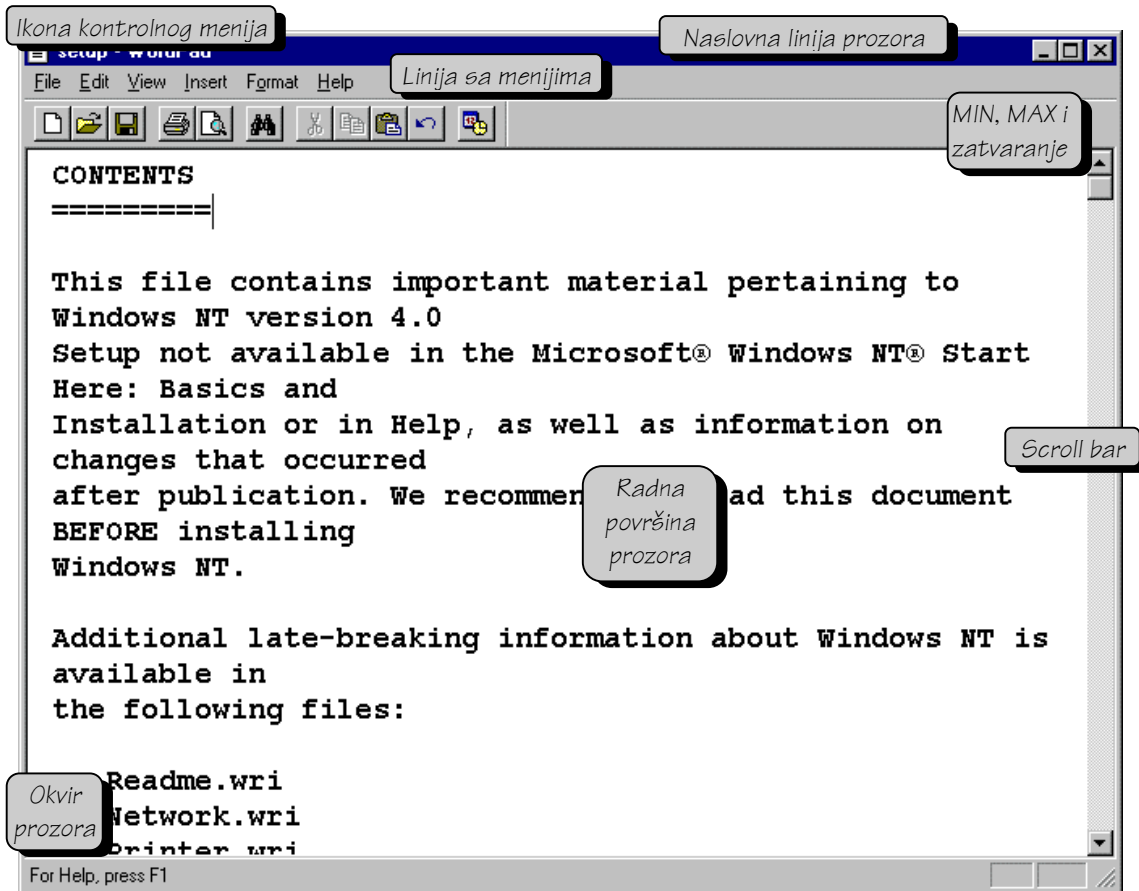 Ikona kontrolnog menija
Naslovna linija prozora
setup - WordPad
File Edit View Insert Format Help
Linija sa menijima
MIN, MAX i
zatvaranje
CONTENTS
=========
This file contains important material pertaining to
Windows NT version 4.0
Setup not available in the Microsoft® Windows NT® Start
Here: Basics and
Installation or in Help, as well as information on
changes that occurred
Scroll bar
after publication. We recommen ad this document
BEFORE installing
Windows NT.
Radna
površina
prozora
Additional late-breaking information about Windows NT is
available in
the following files:
Readme.wri
Network.wri
Printer.wri
Okvir
prozora
For Help, press F1